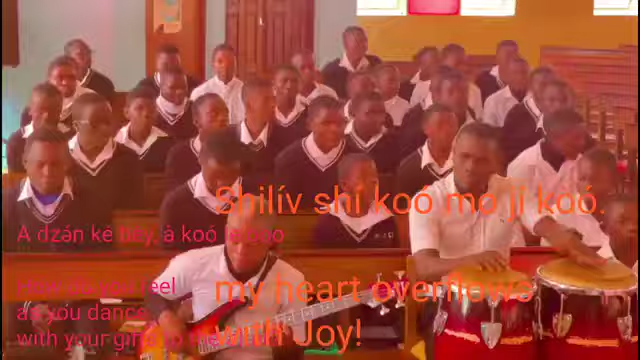 Shilív shí koó mo jí koó.
A dzán kè
à koó
my heart overflows
with Joy!
How do you feel
as you dance
with your